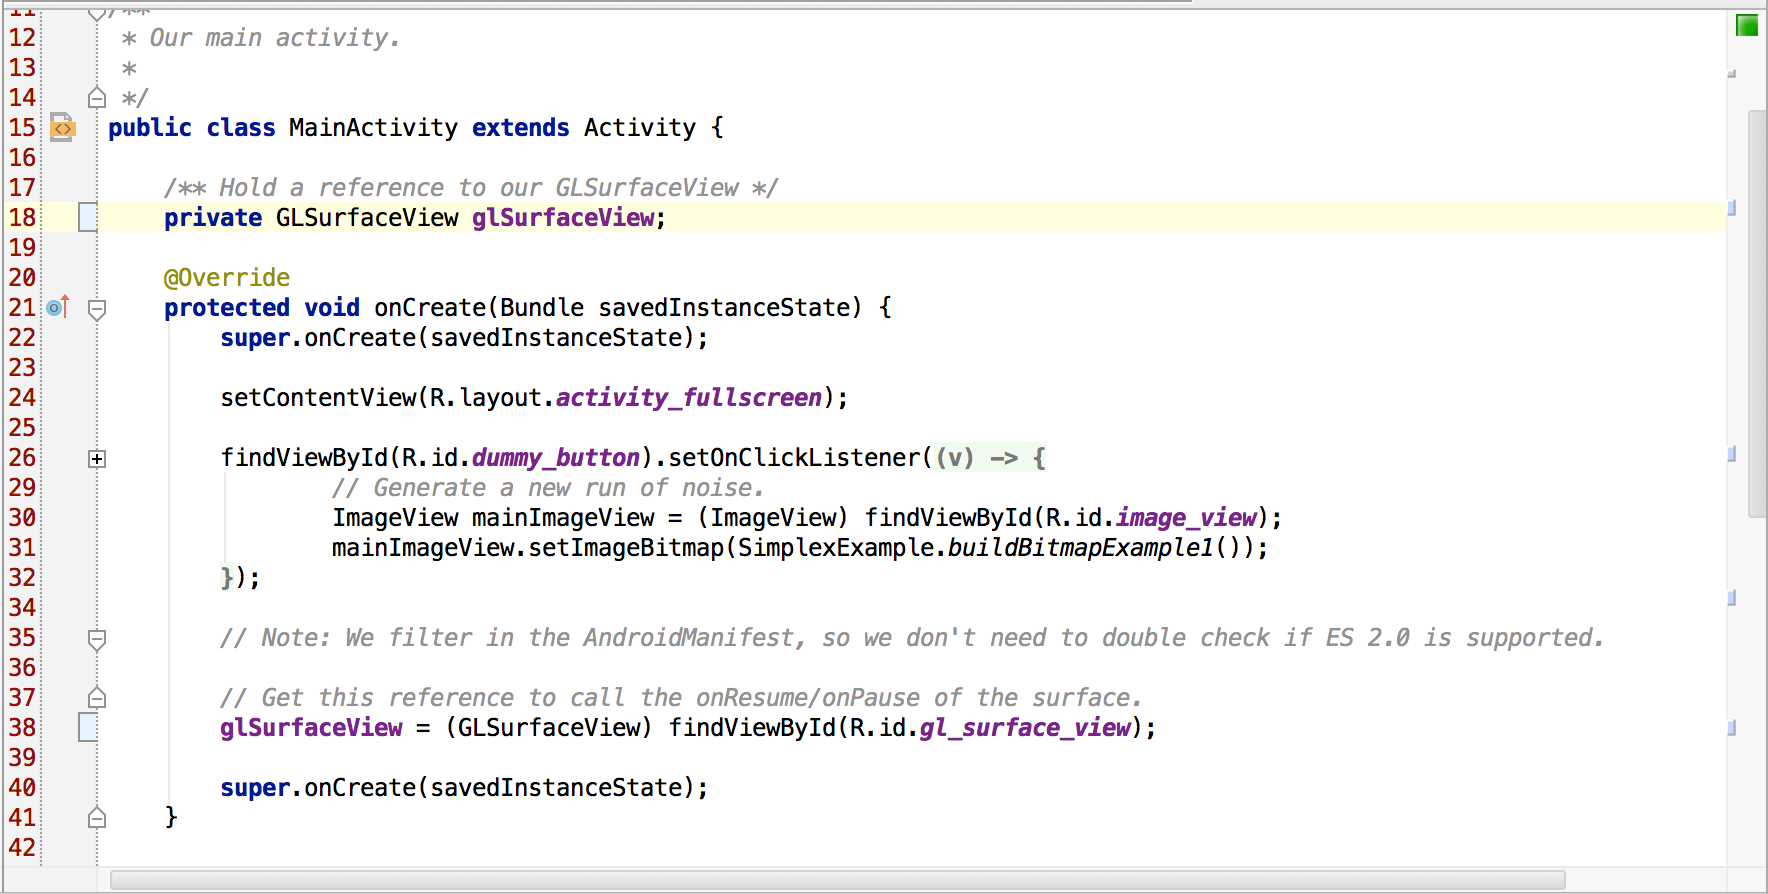 11 /**
12 * Our main activity.
13 *
14 */
15 public class MainActivity extends Activity {
16
17 /** Hold a reference to our GLSurfaceView */
18 private GLSurfaceView glSurfaceView;
19
20 @Override
21 protected void onCreate(Bundle savedInstanceState) {
22 super.onCreate(savedInstanceState);
23
24 setContentView(R.layout.activity_fullscreen);
25
26 findViewById(R.id.dummy_button).setOnClickListener((v) -> {
29 // Generate a new run of noise.
30 ImageView mainImageView = (ImageView) findViewById(R.id.image_view);
31 mainImageView.setImageBitmap(SimplexExample.buildBitmapExample1());
32 });
34
35 // Note: We filter in the AndroidManifest, so we don't need to double check if ES 2.0 is supported.
36
37 // Get this reference to call the onResume/onPause of the surface.
38 glSurfaceView = (GLSurfaceView) findViewById(R.id.gl_surface_view);
39
40 super.onCreate(savedInstanceState);
41 }
42